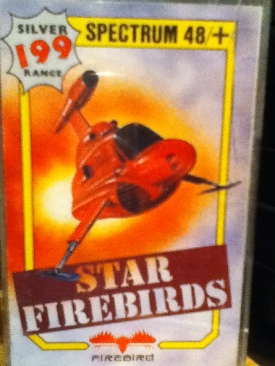 SILVER
199
RANGE
SPECTRUM 48/+
STAR
FIREBIRDS
FIREBIRD